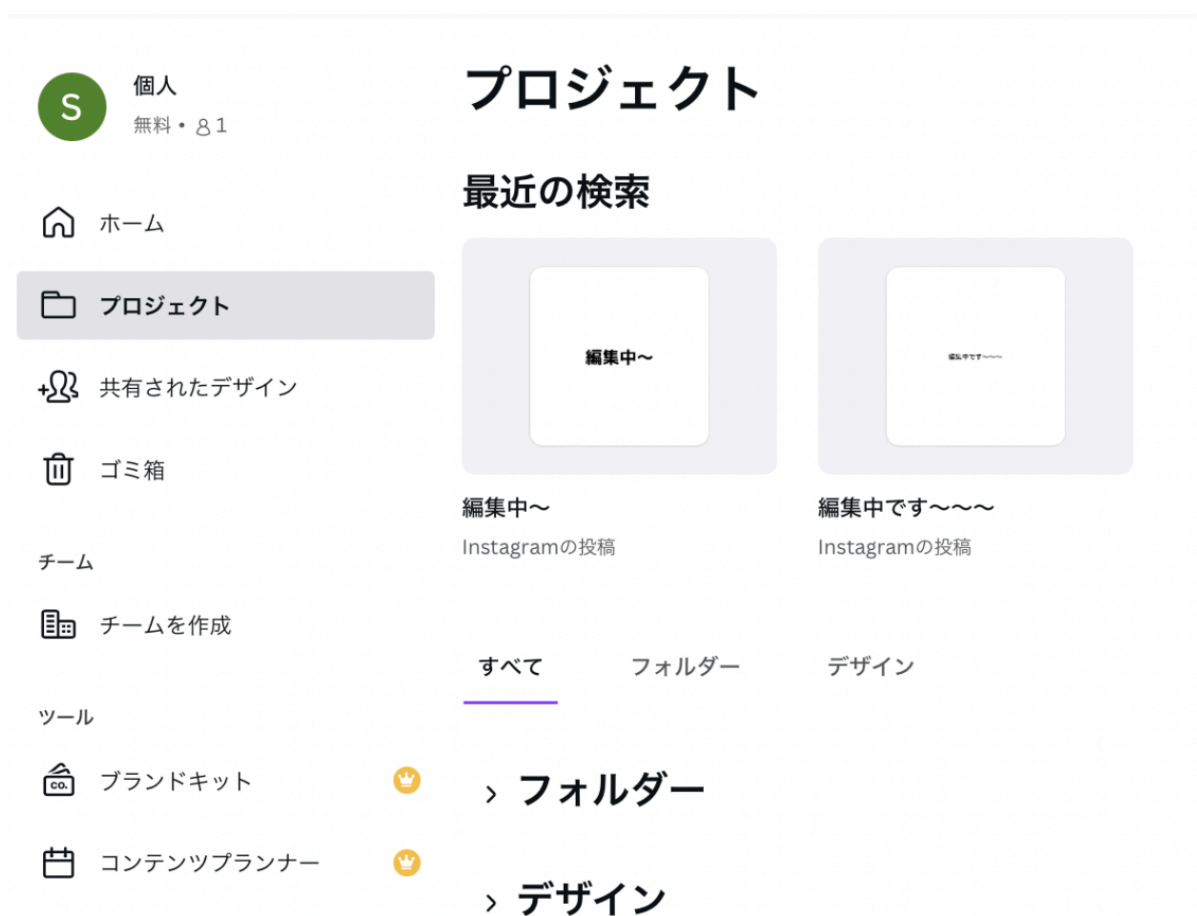 S
個人
無料・1
ホーム
プロジェクト
共有されたデザイン
ゴミ箱
チーム
チームを作成
ツール
CO.
ブランドキット
コンテンツプランナー
プロジェクト
最近の検索
編集中〜
編集中です〜〜〜
編集中〜
Instagramの投稿
編集中です〜〜〜
Instagramの投稿
すべて
フォルダー
デザイン
フォルダー
デザイン